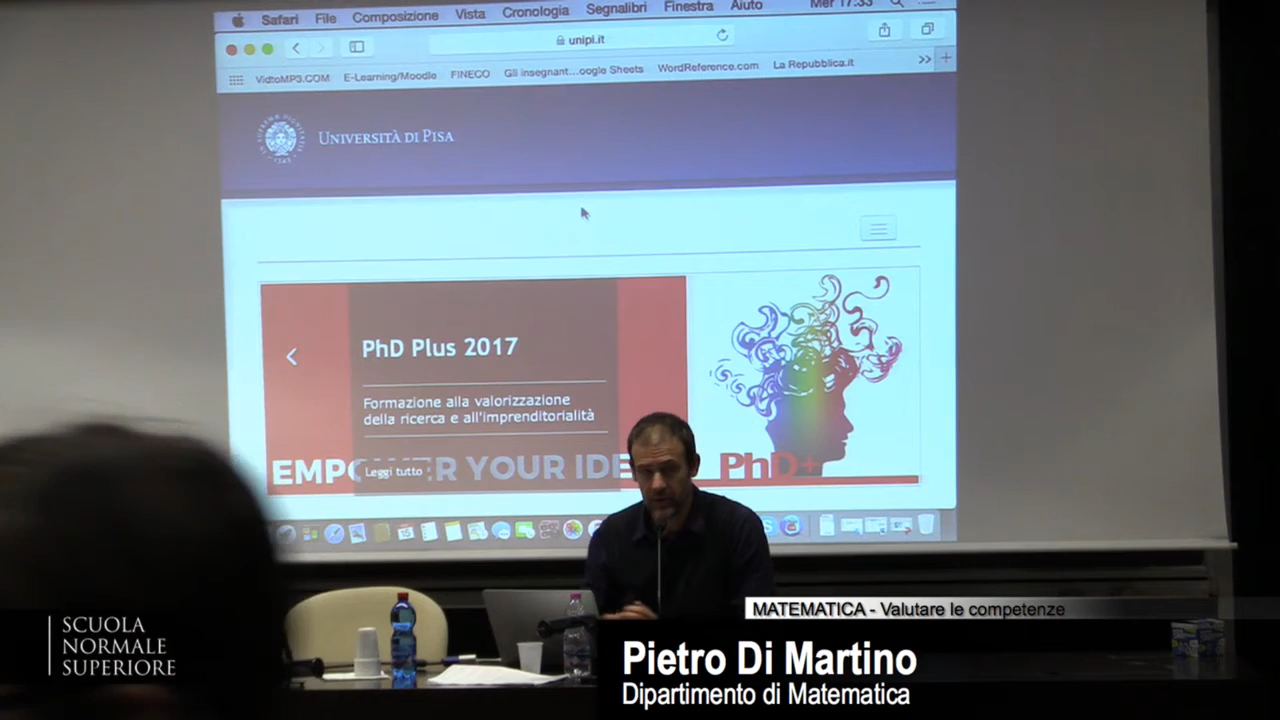 Safari File Composizione Vista Cronologia Segnalibri Finestra Aiuto Mer 17:33
unipi.it
VidtoMP3.COM E-Learning/Moodle FINECO Gli insegnant...oogle Sheets WordReference.com La Repubblica.it
UNIVERSITÀ DI PISA
PhD Plus 2017
Formazione alla valorizzazione
della ricerca e all'imprenditorialità
Leggi tutto
YOUR
PhD+
MATEMATICA - Valutare le competenze
Pietro Di Martino
Dipartimento di Matematica
SCUOLA
NORMALE
SUPERIORE